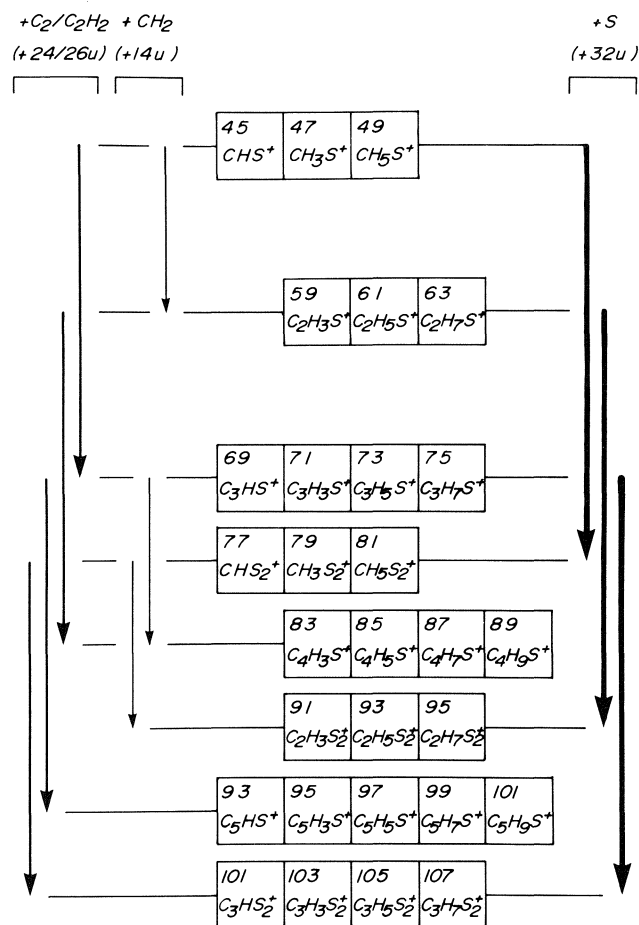 +C₂/C₂H₂ +CH₂ +S
(+24/26u) (+14u) (+32u)
45 47 49
CHS⁺ CH₃S⁺ CH₅S⁺
59 61 63
C₂H₃S⁺ C₂H₅S⁺ C₂H₇S⁺
69 71 73 75
C₃HS⁺ C₃H₃S⁺ C₃H₅S⁺ C₃H₇S⁺
77 79 81
CHS₂⁺ CH₃S₂⁺ CH₅S₂⁺
83 85 87 89
C₄H₃S⁺ C₄H₅S⁺ C₄H₇S⁺ C₄H₉S⁺
91 93 95
C₂H₃S₂⁺ C₂H₅S₂⁺ C₂H₇S₂⁺
93 95 97 99 101
C₅HS⁺ C₅H₃S⁺ C₅H₅S⁺ C₅H₇S⁺ C₅H₉S⁺
101 103 105 107
C₃HS₂⁺ C₃H₃S₂⁺ C₃H₅S₂⁺ C₃H₇S₂⁺